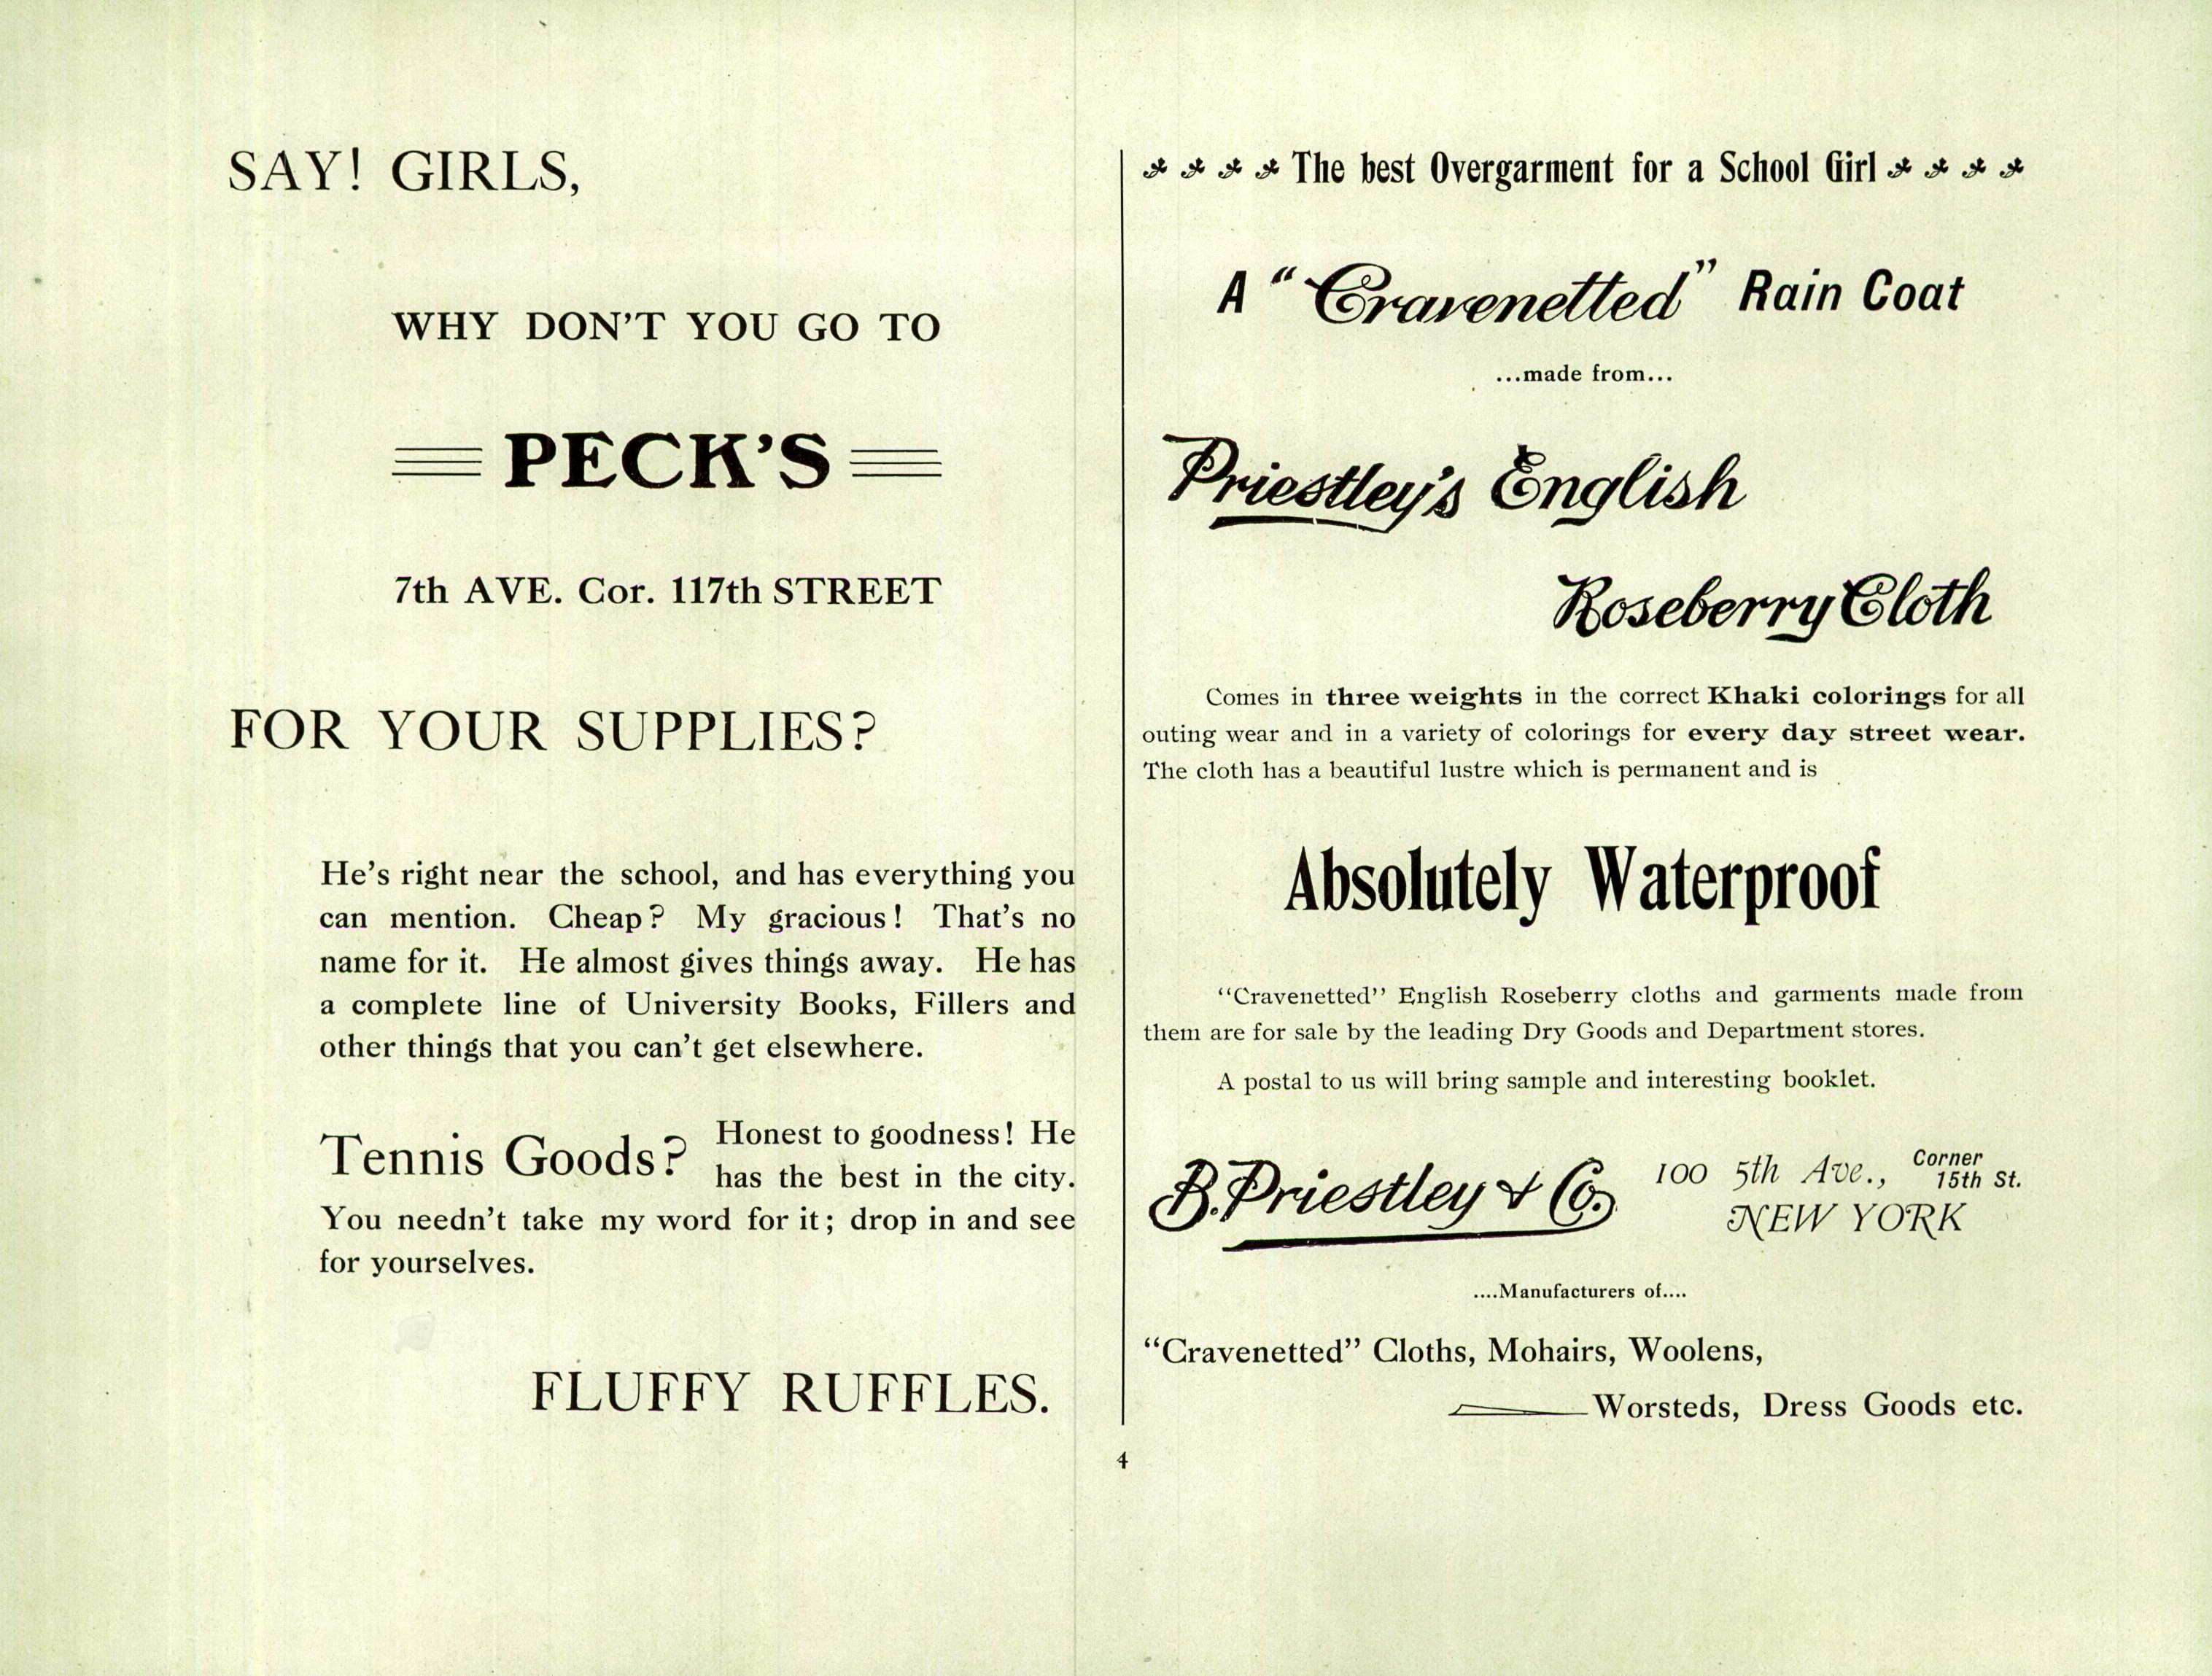 SAY! GIRLS,
WHY DON'T YOU GO TO
PECK'S
7th AVE. Cor. 117th STREET
FOR YOUR SUPPLIES?
He's right near the school, and has everything you
can mention. Cheap? My gracious! That's no
name for it. He almost gives things away. He has
a complete line of University Books, Fillers and
other things that you can't get elsewhere.
Tennis Goods? Honest to goodness! He
has the best in the city.
You needn't take my word for it; drop in and see
for yourselves.
FLUFFY RUFFLES.
The best Overgarment for a School Girl
A "Cravenetted" Rain Coat
...made from...
Priestley's English
Roseberry Cloth
Comes in three weights in the correct Khaki colorings for all
outing wear and in a variety of colorings for every day street wear.
The cloth has a beautiful lustre which is permanent and is
Absolutely Waterproof
"Cravenetted" English Roseberry cloths and garments made from
them are for sale by the leading Dry Goods and Department stores.
A postal to us will bring sample and interesting booklet.
B. Priestley & Co. 100 5th Ave., Corner 15th St.
NEW YORK
....Manufacturers of....
"Cravenetted" Cloths, Mohairs, Woolens,
Worsteds, Dress Goods etc.
4